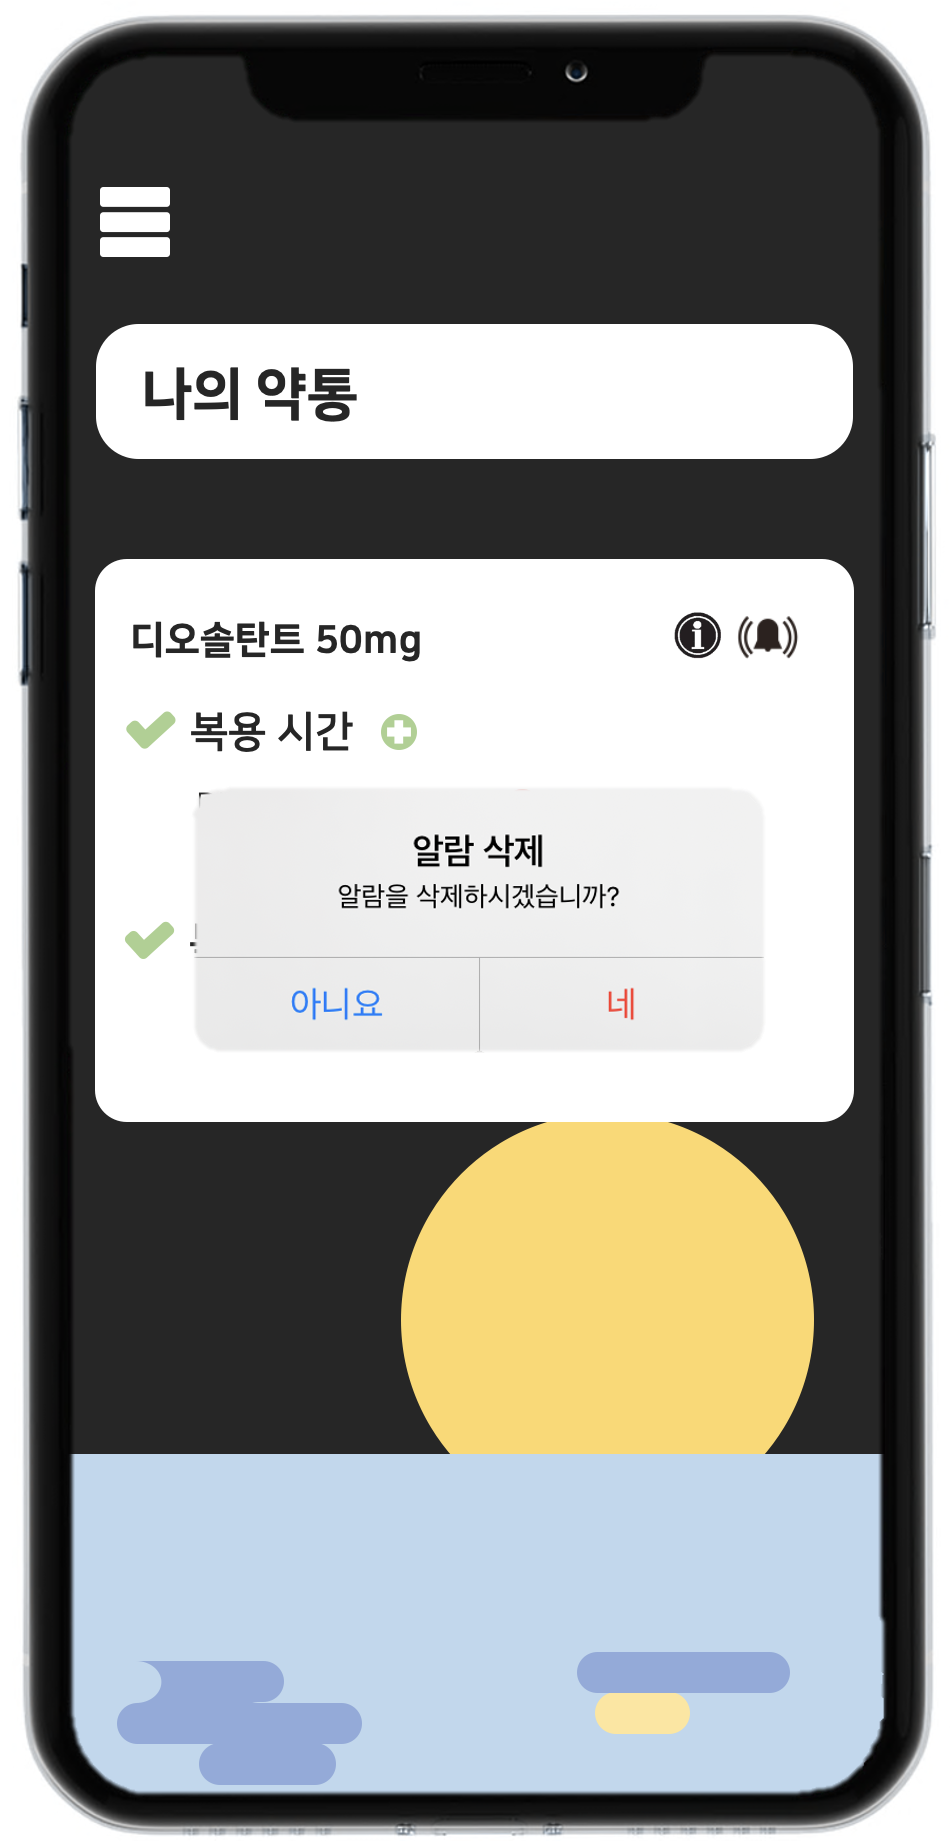 나의 약통
디오솔탄트 50mg
복용 시간
알람 삭제
알람을 삭제하시겠습니까?
아니요
네